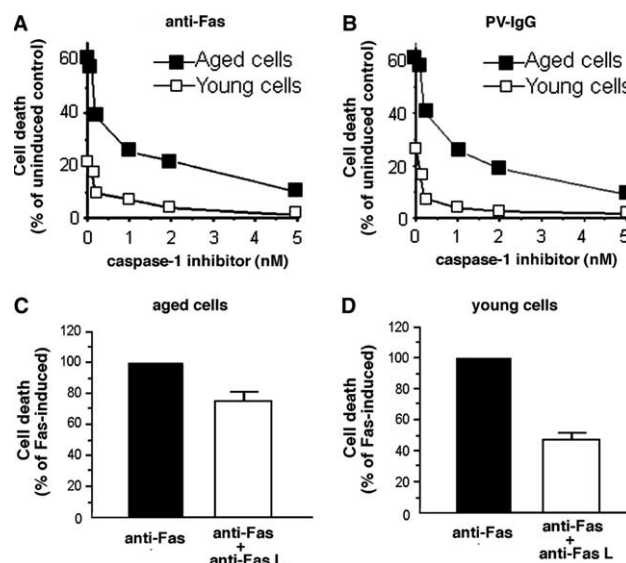 A
anti-Fas
Cell death
(% of uninduced control)
60
40
20
0
Aged cells
Young cells
0 1 2 3 4 5
caspase-1 inhibitor (nM)
B
PV-IgG
Cell death
(% of uninduced control)
60
40
20
0
Aged cells
Young cells
0 1 2 3 4 5
caspase-1 inhibitor (nM)
C
aged cells
Cell death
(% of Fas-induced)
120
100
80
60
40
20
0
anti-Fas
anti-Fas
+
anti-Fas L
D
young cells
Cell death
(% of Fas-induced)
120
100
80
60
40
20
0
anti-Fas
anti-Fas
+
anti-Fas L